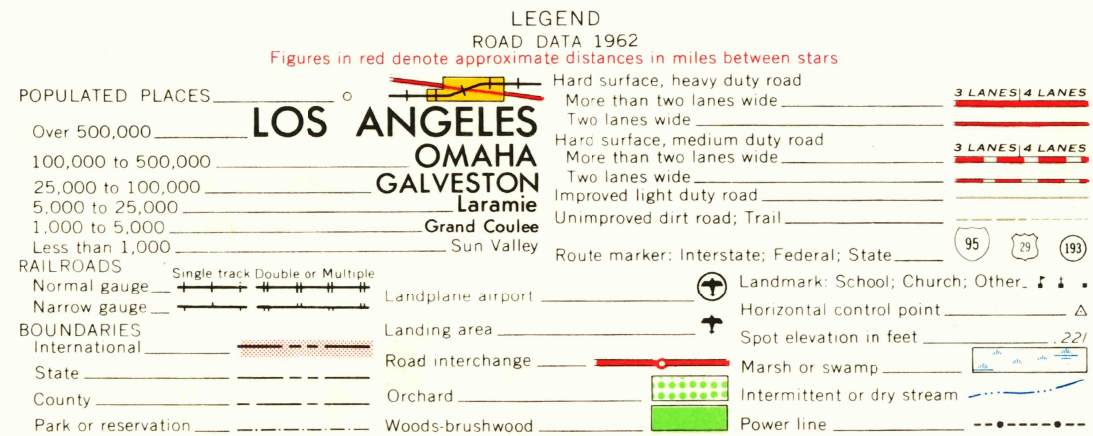 LEGEND
ROAD DATA 1962
Figures in red denote approximate distances in miles between stars
POPULATED PLACES
Over 500,000 LOS ANGELES
100,000 to 500,000 OMAHA
25,000 to 100,000 GALVESTON
5,000 to 25,000 Laramie
1,000 to 5,000 Grand Coulee
Less than 1,000 Sun Valley
RAILROADS Single track Double or Multiple
Normal gauge
Narrow gauge
BOUNDARIES
International
State
County
Park or reservation
Landplane airport
Landing area
Road interchange
Orchard
Woods-brushwood
Hard surface, heavy duty road
More than two lanes wide 3 LANES 4 LANES
Two lanes wide
Hard surface, medium duty road
More than two lanes wide 3 LANES 4 LANES
Two lanes wide
Improved light duty road
Unimproved dirt road; Trail
Route marker: Interstate; Federal; State 95 29 193
Landmark: School; Church; Other
Horizontal control point
Spot elevation in feet .221
Marsh or swamp
Intermittent or dry stream
Power line